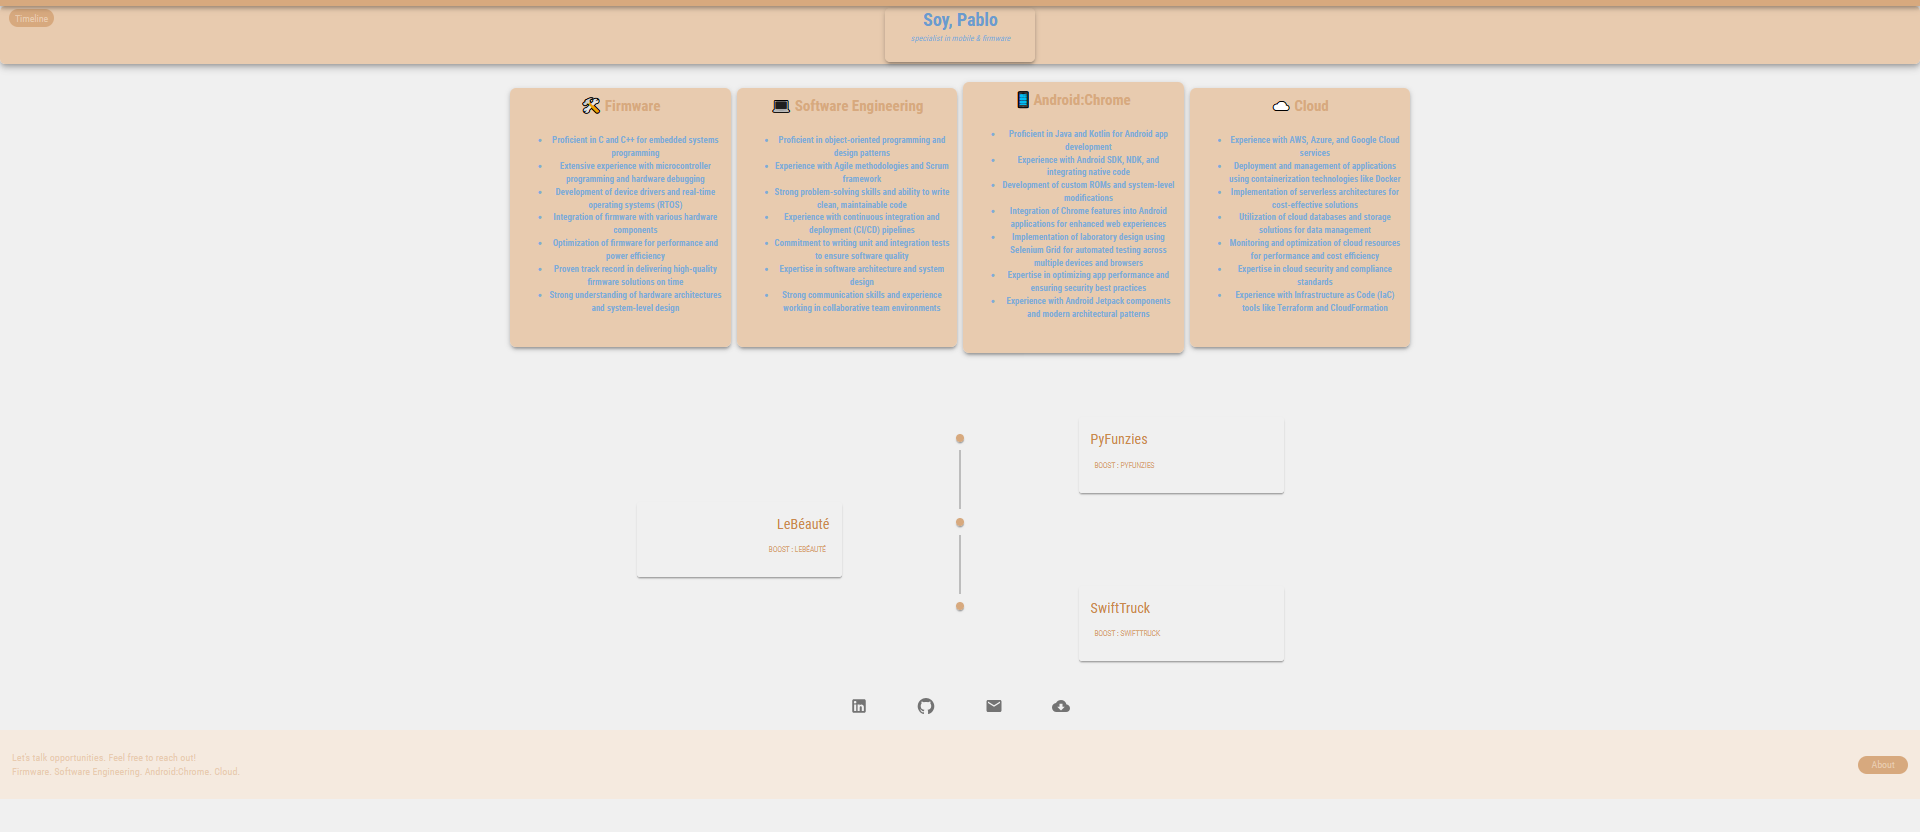 Timeline
Soy, Pablo
specialist in mobile & firmware
Firmware
Proficient in C and C++ for embedded systems
programming
Extensive experience with microcontroller
programming and hardware debugging
Development of device drivers and real-time
operating systems (RTOS)
Integration of firmware with various hardware
components
Optimization of firmware for performance and
power efficiency
Proven track record in delivering high-quality
firmware solutions on time
Strong understanding of hardware architectures
and system-level design
Software Engineering
Proficient in object-oriented programming and
design patterns
Experience with Agile methodologies and Scrum
framework
Strong problem-solving skills and ability to write
clean, maintainable code
Experience with continuous integration and
deployment (CI/CD) pipelines
Commitment to writing unit and integration tests
to ensure software quality
Expertise in software architecture and system
design
Strong communication skills and experience
working in collaborative team environments
Android:Chrome
Proficient in Java and Kotlin for Android app
development
Experience with Android SDK, NDK, and
integrating native code
Development of custom ROMs and system-level
modifications
Integration of Chrome features into Android
applications for enhanced web experiences
Implementation of laboratory design using
Selenium Grid for automated testing across
multiple devices and browsers
Expertise in optimizing app performance and
ensuring security best practices
Experience with Android Jetpack components
and modern architectural patterns
Cloud
Experience with AWS, Azure, and Google Cloud
services
Deployment and management of applications
using containerization technologies like Docker
Implementation of serverless architectures for
cost-effective solutions
Utilization of cloud databases and storage
solutions for data management
Monitoring and optimization of cloud resources
for performance and cost efficiency
Expertise in cloud security and compliance
standards
Experience with Infrastructure as Code (IaC)
tools like Terraform and CloudFormation
PyFunzies
BOOST : PYFUNZIES
LeBéauté
BOOST : LEBÉAUTÉ
SwiftTruck
BOOST : SWIFTTRUCK
Let's talk opportunities. Feel free to reach out!
Firmware. Software Engineering. Android:Chrome. Cloud.
About